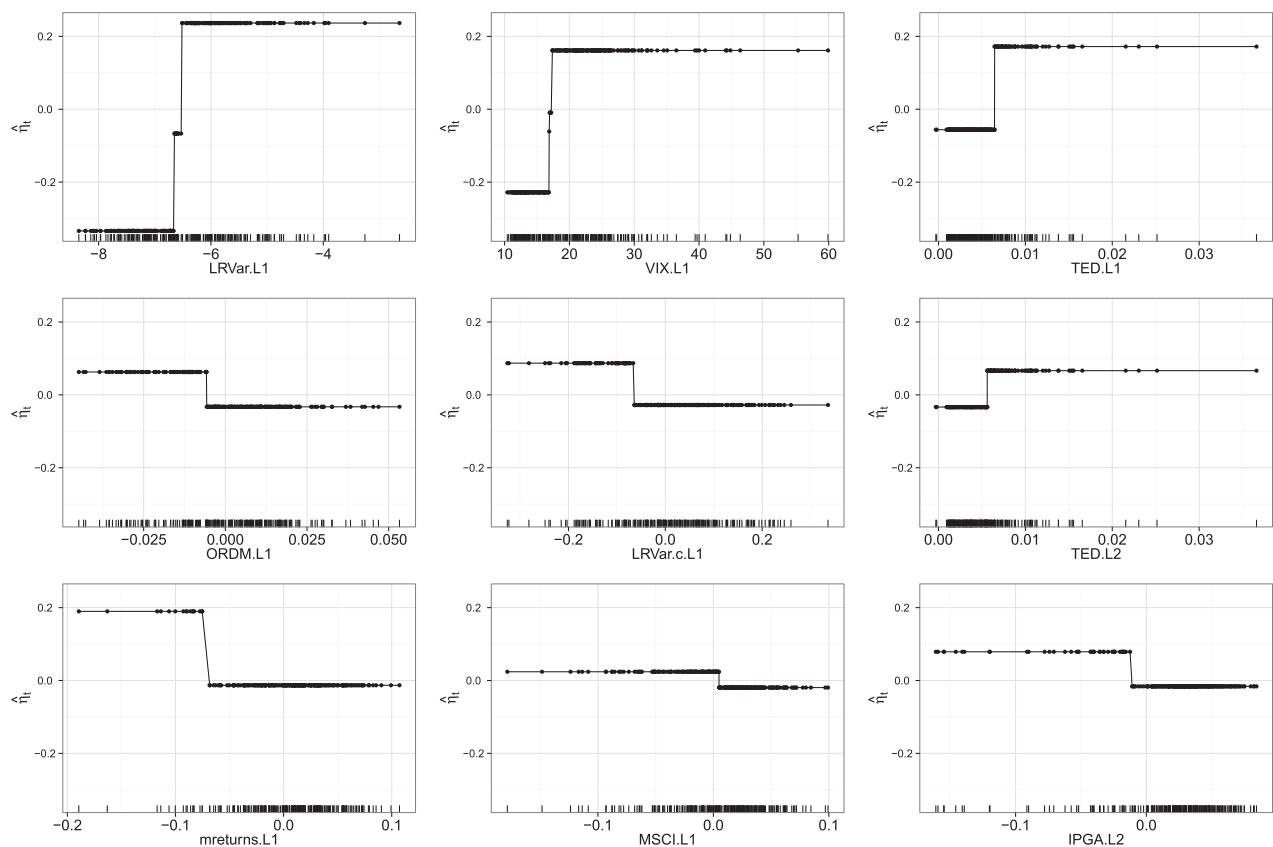 0.2
0.0
−0.2
η̂t
−8 −6 −4
LRVar.L1
0.2
0.0
−0.2
η̂t
10 20 30 40 50 60
VIX.L1
0.2
0.0
−0.2
η̂t
0.00 0.01 0.02 0.03
TED.L1
0.2
0.0
−0.2
η̂t
−0.025 0.000 0.025 0.050
ORDM.L1
0.2
0.0
−0.2
η̂t
−0.2 0.0 0.2
LRVar.c.L1
0.2
0.0
−0.2
η̂t
0.00 0.01 0.02 0.03
TED.L2
0.2
0.0
−0.2
η̂t
−0.2 −0.1 0.0 0.1
mreturns.L1
0.2
0.0
−0.2
η̂t
−0.1 0.0 0.1
MSCI.L1
0.2
0.0
−0.2
η̂t
−0.1 0.0
IPGA.L2